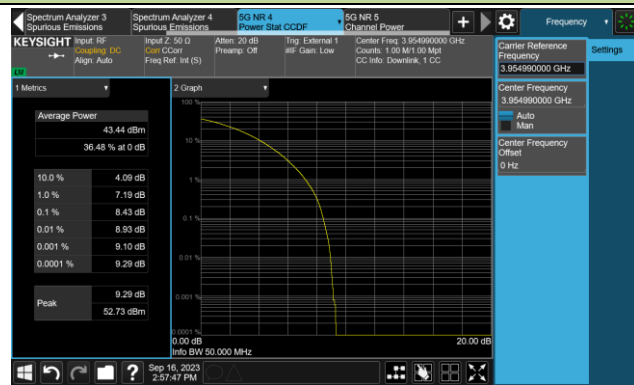 Spectrum Analyzer 3
Spurious Emissions
Spectrum Analyzer 4
Spurious Emissions
5G NR 4
Power Stat CCDF
5G NR 5
Channel Power
Frequency
KEYSIGHT
Input: RF
Coupling: DC
Align: Auto
Input Z: 50 Ω
Corr CCorr
Freq Ref: Int (S)
Atten: 20 dB
Preamp: Off
Trig: External 1
#IF Gain: Low
Center Freq: 3.954990000 GHz
Counts: 1.00 M/1.00 Mpt
CC Info: Downlink, 1 CC
Carrier Reference
Frequency
3.954990000 GHz
Settings
Center Frequency
3.954990000 GHz
Auto
Man
Center Frequency
Offset
0 Hz
1 Metrics
Average Power
43.44 dBm
36.48 % at 0 dB
10.0 % 4.09 dB
1.0 % 7.19 dB
0.1 % 8.43 dB
0.01 % 8.93 dB
0.001 % 9.10 dB
0.0001 % 9.29 dB
Peak
9.29 dB
52.73 dBm
2 Graph
100 %
10 %
1 %
0.1 %
0.01 %
0.001 %
0.0001 %
0.00 dB 20.00 dB
Info BW 50.000 MHz
Sep 16, 2023
2:57:47 PM